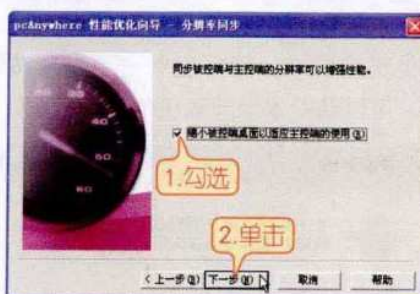 pcAnywhere 性能优化向导 - 分辨率同步
同步被控端与主控端的分辨率可以增强性能。
缩小被控端桌面以适应主控端的使用(R)
1.勾选
2.单击
<上一步(B) 下一步(N) 取消 帮助
40
60
80